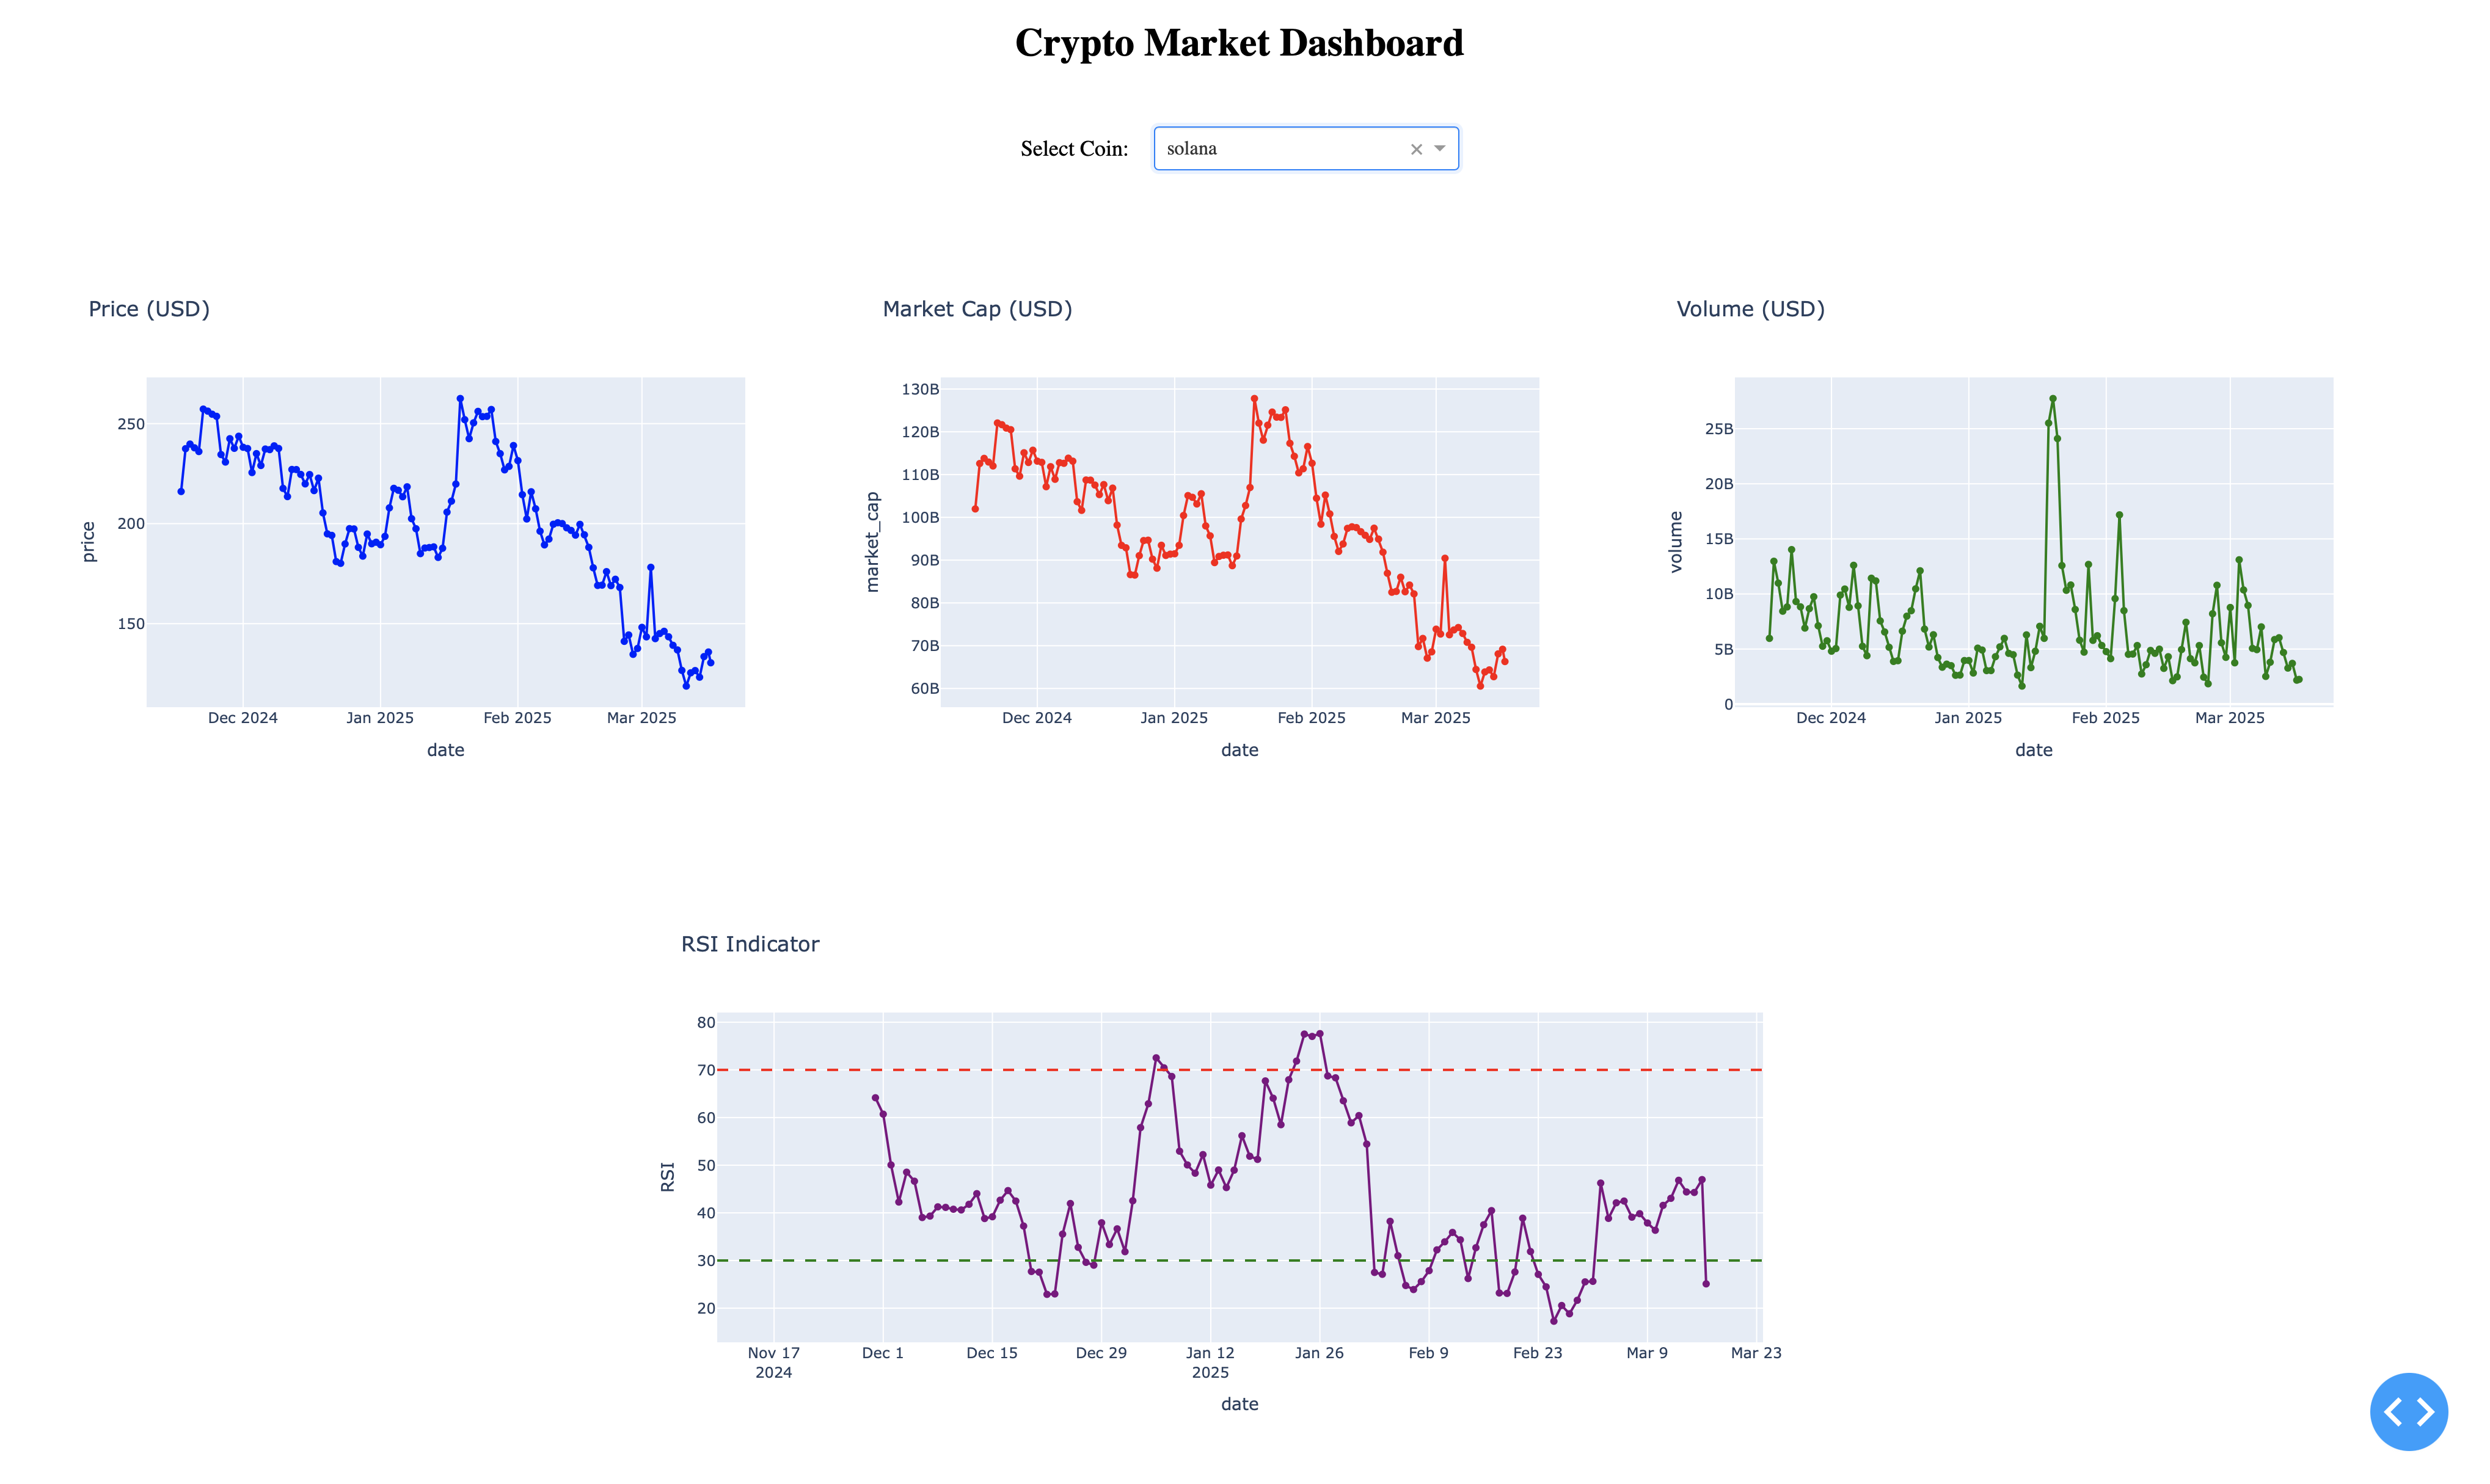 Crypto Market Dashboard
Select Coin:
solana
Price (USD)
250
200
150
price
Dec 2024
Jan 2025
Feb 2025
Mar 2025
date
Market Cap (USD)
130B
120B
110B
100B
90B
80B
70B
60B
market_cap
Dec 2024
Jan 2025
Feb 2025
Mar 2025
date
Volume (USD)
25B
20B
15B
10B
5B
0
volume
Dec 2024
Jan 2025
Feb 2025
Mar 2025
date
RSI Indicator
80
70
60
50
40
30
20
RSI
Nov 17
2024
Dec 1
Dec 15
Dec 29
Jan 12
2025
Jan 26
Feb 9
Feb 23
Mar 9
Mar 23
date